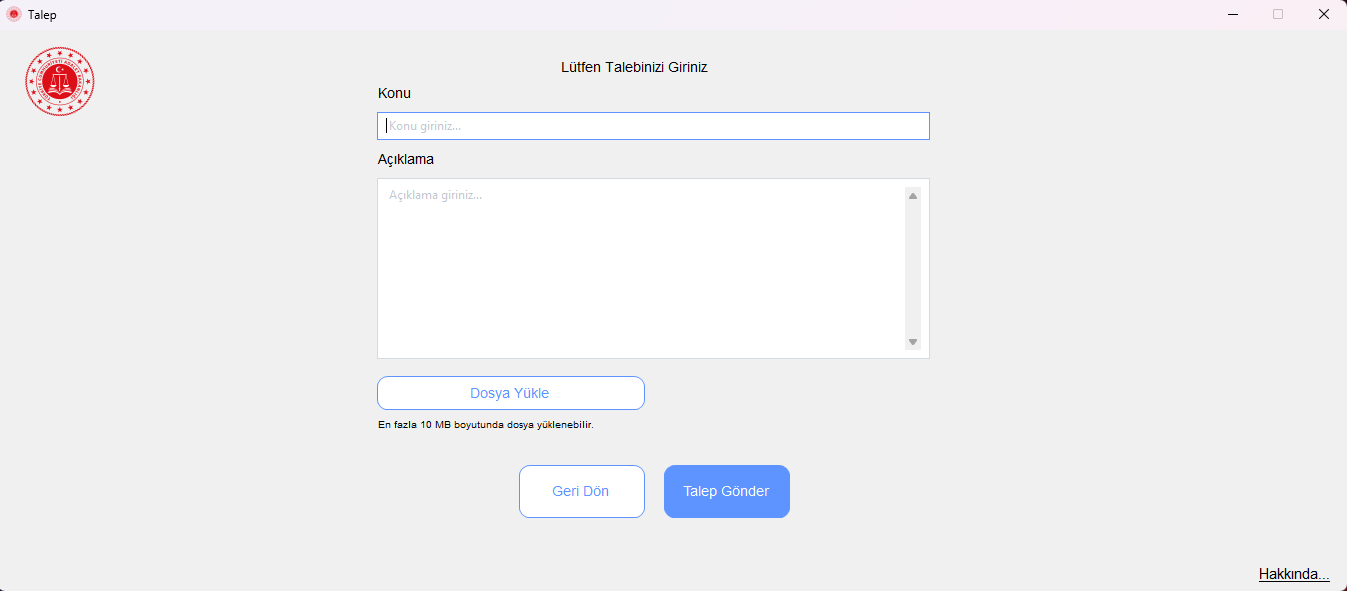 Talep
Lütfen Talebinizi Giriniz
Konu
Konu giriniz...
Açıklama
Açıklama giriniz...
Dosya Yükle
En fazla 10 MB boyutunda dosya yüklenebilir.
Geri Dön
Talep Gönder
Hakkında...